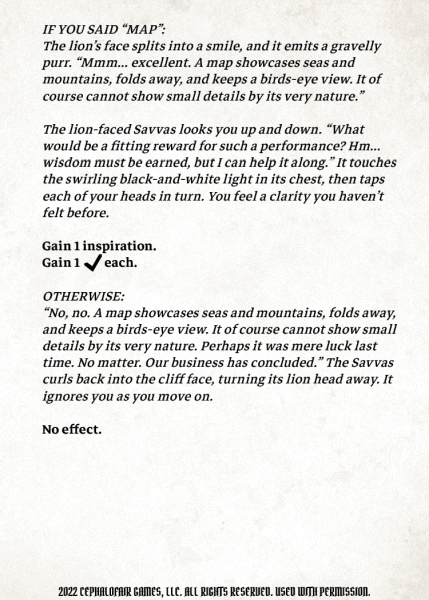 IF YOU SAID “MAP”:
The lion’s face splits into a smile, and it emits a gravelly
purr. “Mmm... excellent. A map showcases seas and
mountains, folds away, and keeps a birds-eye view. It of
course cannot show small details by its very nature.”
The lion-faced Savvas looks you up and down. “What
would be a fitting reward for such a performance? Hm...
wisdom must be earned, but I can help it along.” It touches
the swirling black-and-white light in its chest, then taps
each of your heads in turn. You feel a clarity you haven’t
felt before.
Gain 1 inspiration.
Gain 1 ✓ each.
OTHERWISE:
“No, no. A map showcases seas and mountains, folds away,
and keeps a birds-eye view. It of course cannot show small
details by its very nature. Perhaps it was mere luck last
time. No matter. Our business has concluded.” The Savvas
curls back into the cliff face, turning its lion head away. It
ignores you as you move on.
No effect.
2022 CEPHALOFAIR GAMES, LLC. ALL RIGHTS RESERVED. USED WITH PERMISSION.